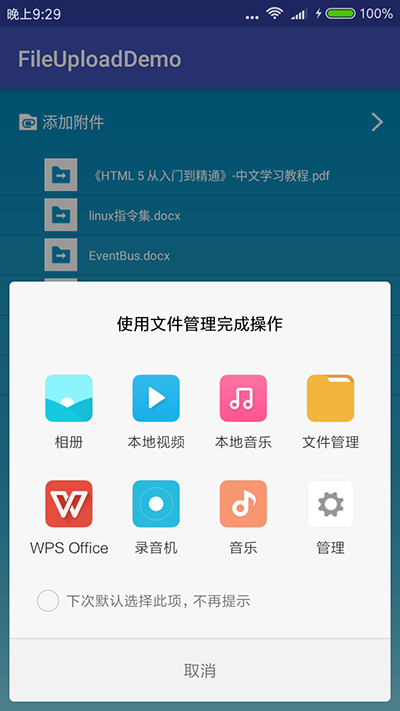 晚上9:29
100%
FileUploadDemo
添加附件
《HTML 5 从入门到精通》-中文学习教程.pdf
linux指令集.docx
EventBus.docx
使用文件管理完成操作
相册
本地视频
本地音乐
文件管理
WPS Office
录音机
音乐
管理
下次默认选择此项，不再提示
取消